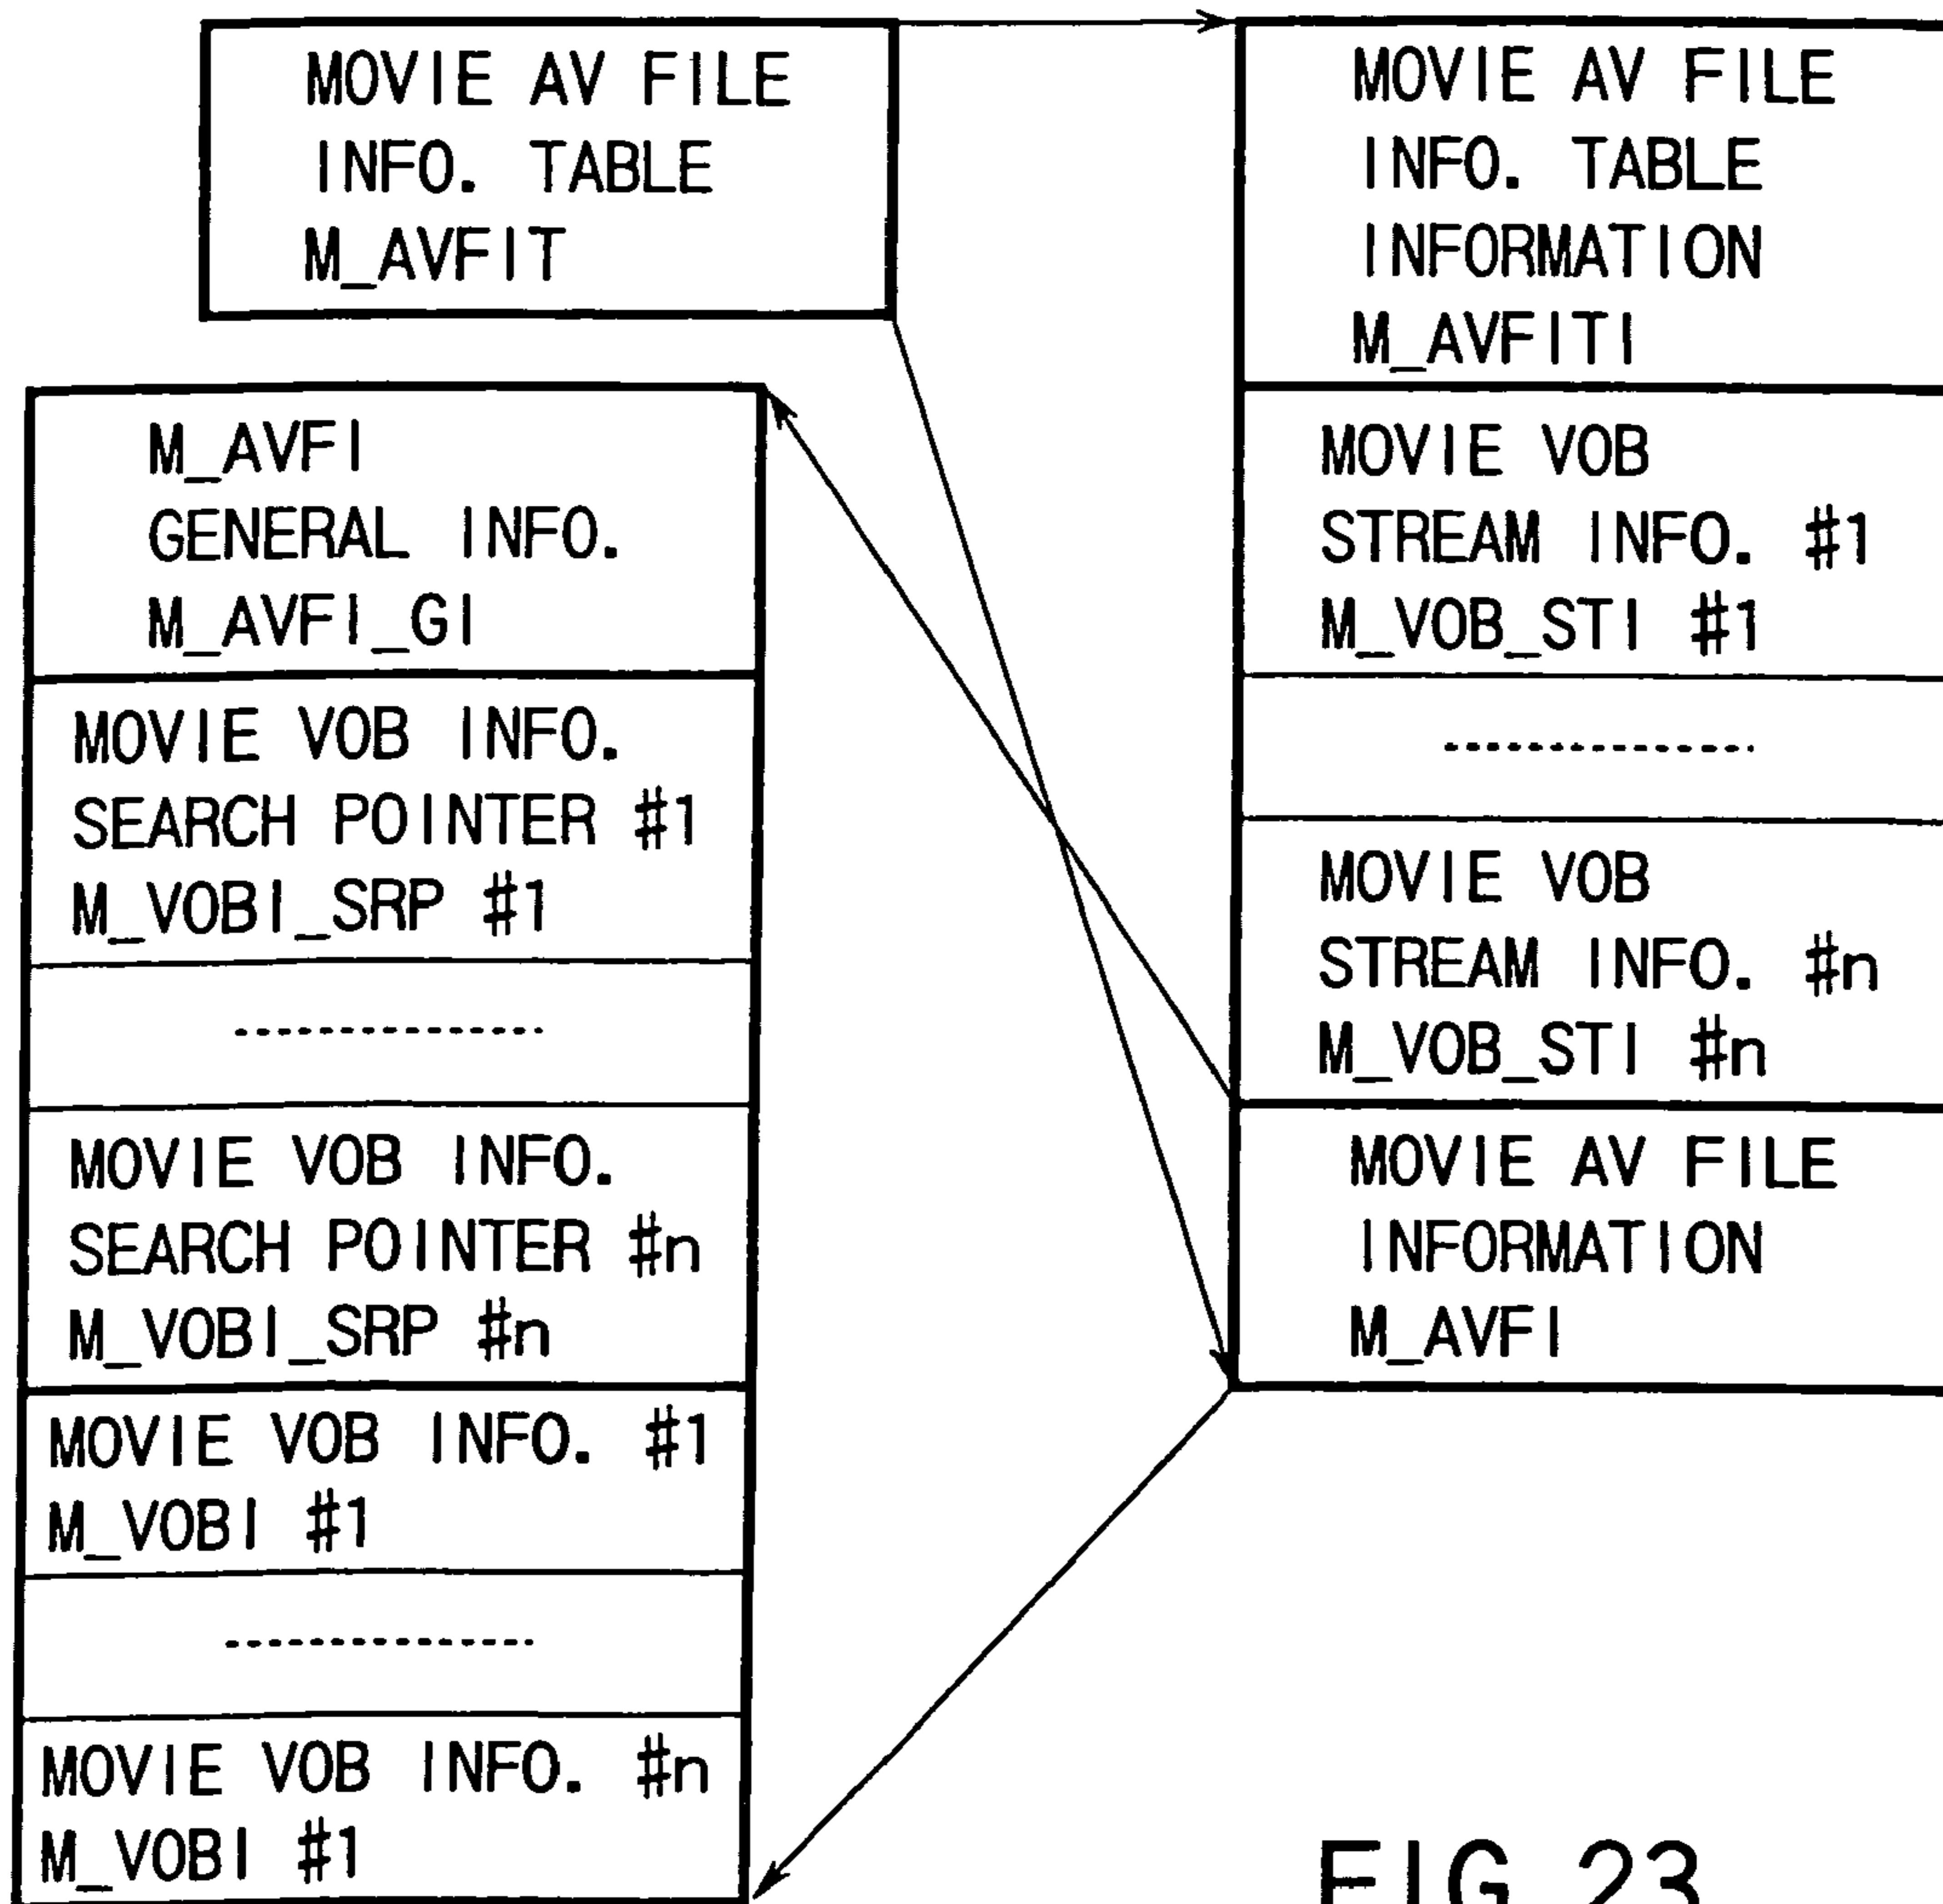 MOVIE AV FILE
INFO. TABLE
M_AVFIT
MOVIE AV FILE
INFO. TABLE
INFORMATION
M_AVFITI
MOVIE VOB
STREAM INFO. #1
M_VOB_STI #1
MOVIE VOB
STREAM INFO. #n
M_VOB_STI #n
MOVIE AV FILE
INFORMATION
M_AVFI
M_AVFI
GENERAL INFO.
M_AVFI_GI
MOVIE VOB INFO.
SEARCH POINTER #1
M_VOBI_SRP #1
MOVIE VOB INFO.
SEARCH POINTER #n
M_VOBI_SRP #n
MOVIE VOB INFO. #1
M_VOBI #1
MOVIE VOB INFO. #n
M_VOBI #1
FIG. 23